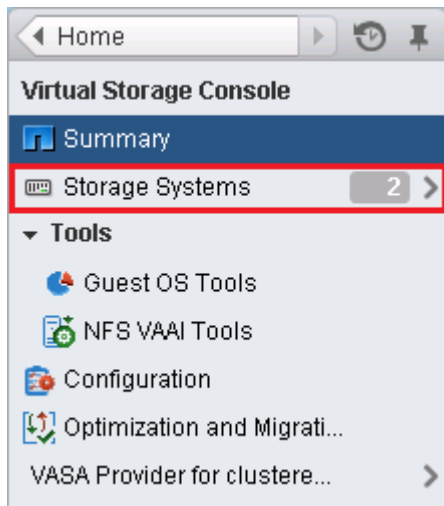 Home
Virtual Storage Console
Summary
Storage Systems 2
Tools
Guest OS Tools
NFS VAAI Tools
Configuration
Optimization and Migrati...
VASA Provider for clustere...